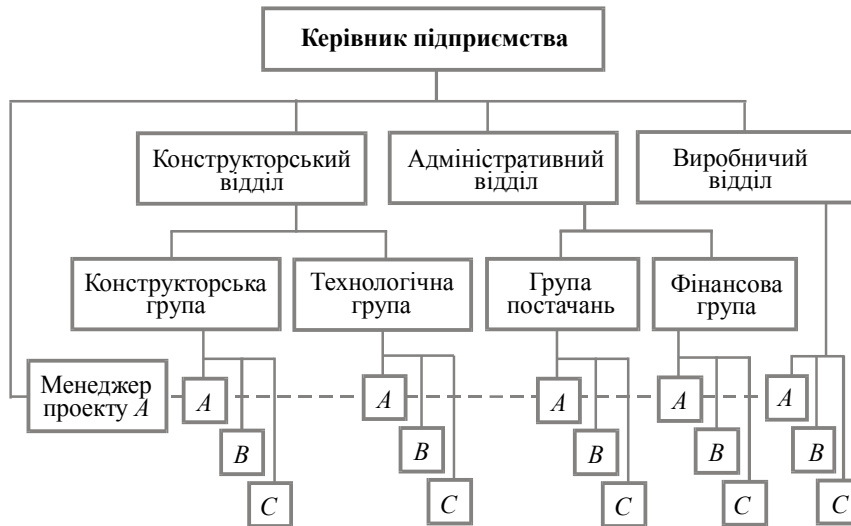 Керівник підприємства
Конструкторський
відділ
Адміністративний
відділ
Виробничий
відділ
Конструкторська
група
Технологічна
група
Група
постачань
Фінансова
група
Менеджер
проекту A
A
A
A
A
A
B
B
B
B
B
C
C
C
C
C